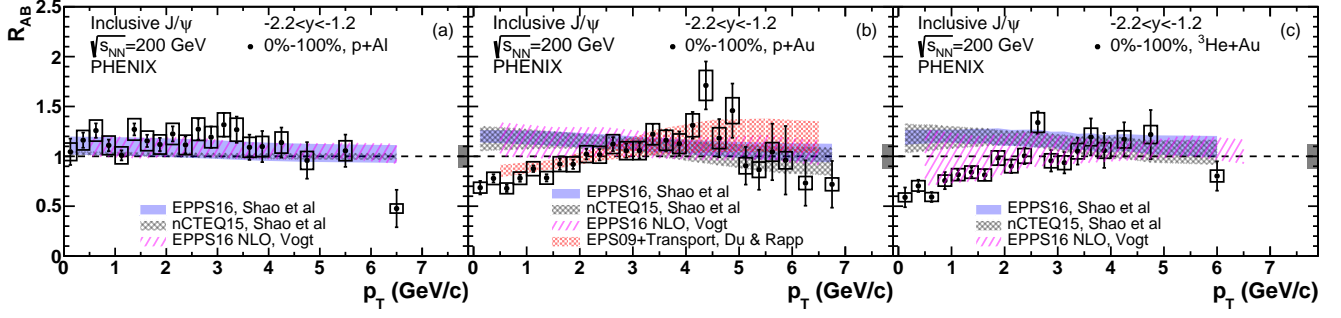 R_AB
2.5
2
1.5
1
0.5
0
Inclusive J/ψ -2.2<y<-1.2 (a)
√s_NN=200 GeV • 0%-100%, p+Al
PHENIX
EPPS16, Shao et al
nCTEQ15, Shao et al
EPPS16 NLO, Vogt
0 1 2 3 4 5 6 7
p_T (GeV/c)
Inclusive J/ψ -2.2<y<-1.2 (b)
√s_NN=200 GeV • 0%-100%, p+Au
PHENIX
EPPS16, Shao et al
nCTEQ15, Shao et al
EPPS16 NLO, Vogt
EPS09+Transport, Du & Rapp
0 1 2 3 4 5 6 7
p_T (GeV/c)
Inclusive J/ψ -2.2<y<-1.2 (c)
√s_NN=200 GeV • 0%-100%, ³He+Au
PHENIX
EPPS16, Shao et al
nCTEQ15, Shao et al
EPPS16 NLO, Vogt
0 1 2 3 4 5 6 7
p_T (GeV/c)